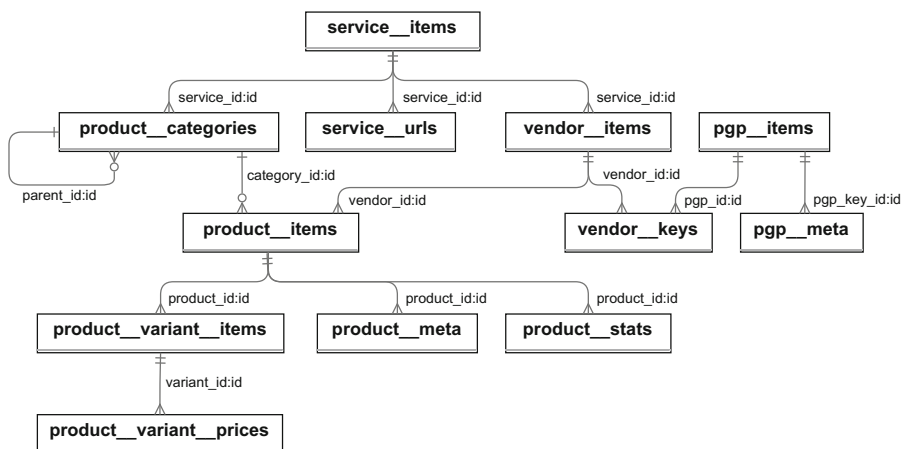 service__items
service_id:id
service_id:id
service_id:id
product__categories
service__urls
vendor__items
pgp__items
parent_id:id
category_id:id
vendor_id:id
vendor_id:id
pgp_id:id
pgp_key_id:id
product__items
vendor__keys
pgp__meta
product_id:id
product_id:id
product_id:id
product__variant__items
product__meta
product__stats
variant_id:id
product__variant__prices